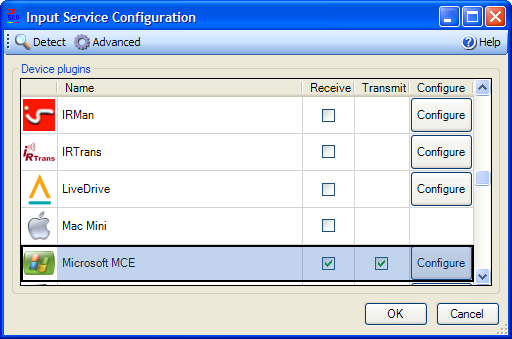 SRV
Input Service Configuration
Detect Advanced Help
Device plugins
Name Receive Transmit Configure
IRMan Configure
iRTrans IRTrans Configure
LiveDrive Configure
Mac Mini
Microsoft MCE Configure
OK Cancel